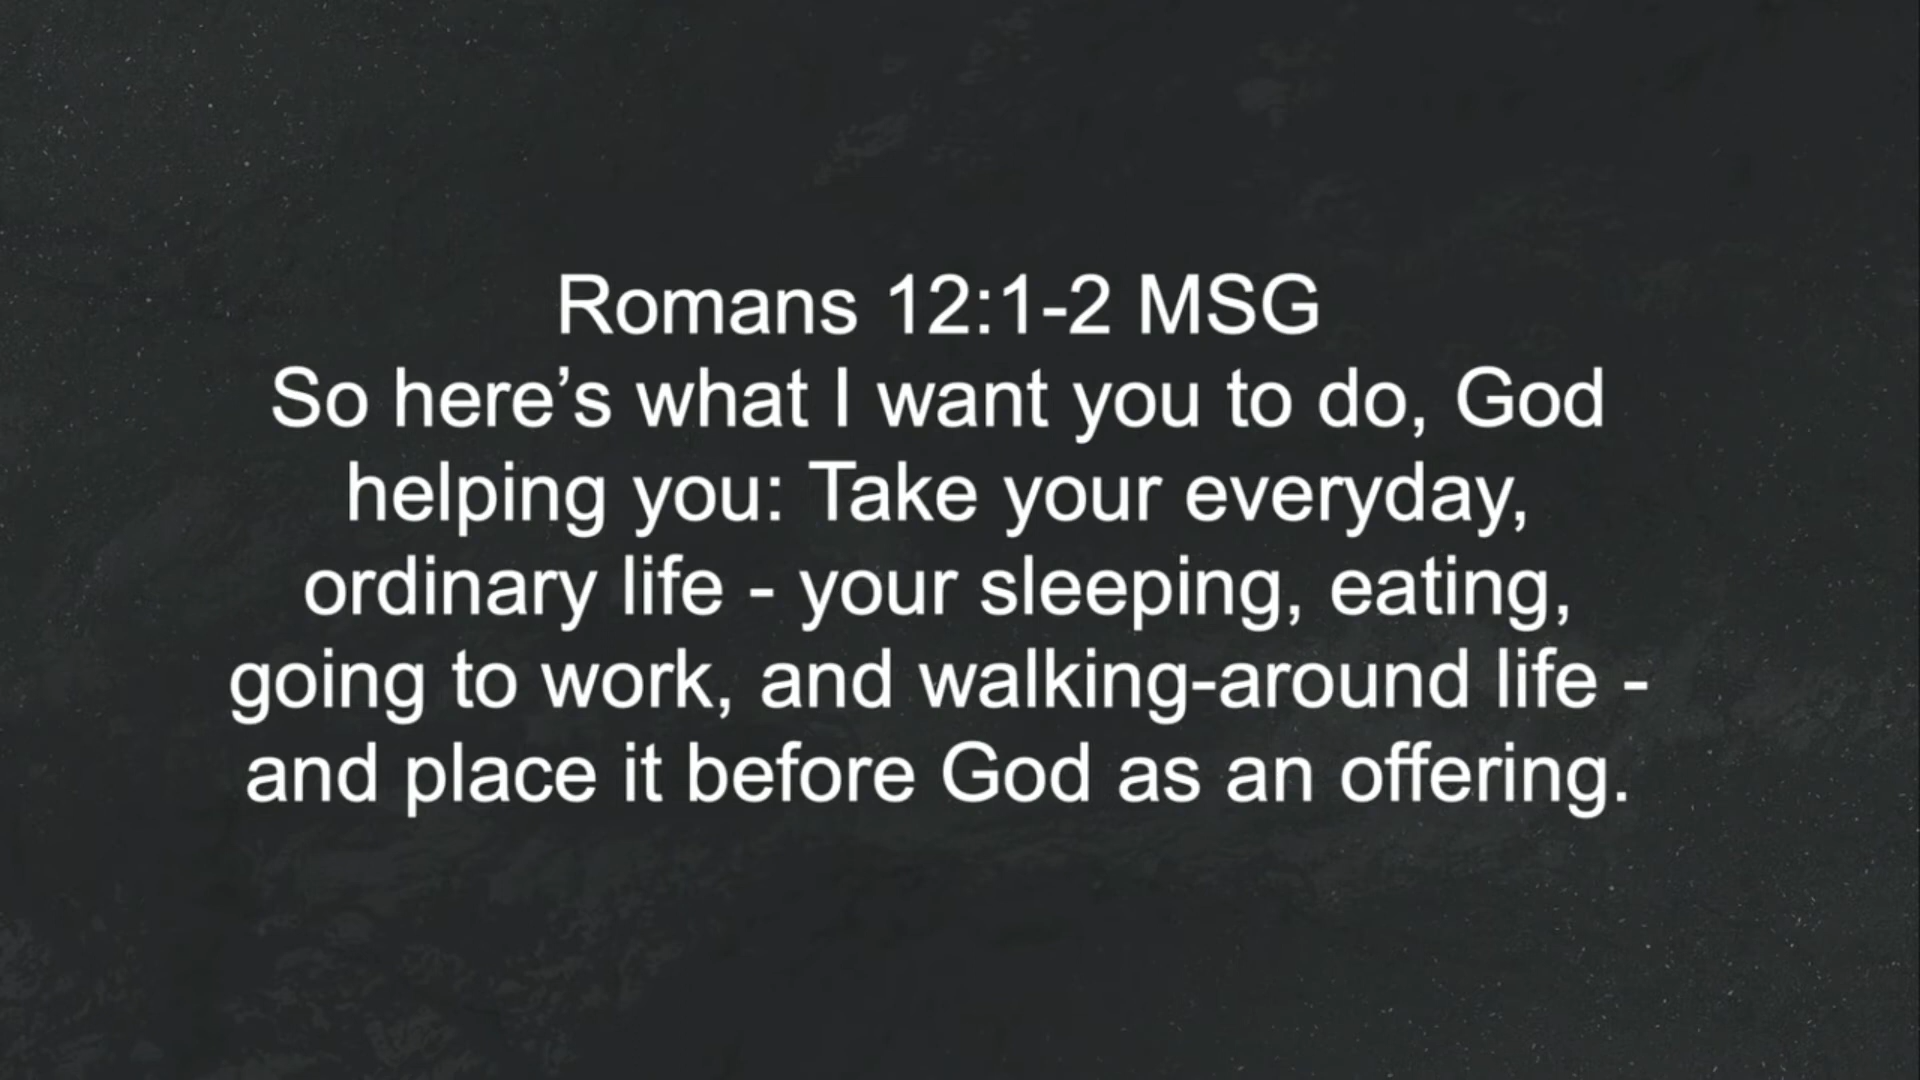 Romans 12:1-2 MSG
So here’s what I want you to do, God
helping you: Take your everyday,
ordinary life - your sleeping, eating,
going to work, and walking-around life -
and place it before God as an offering.